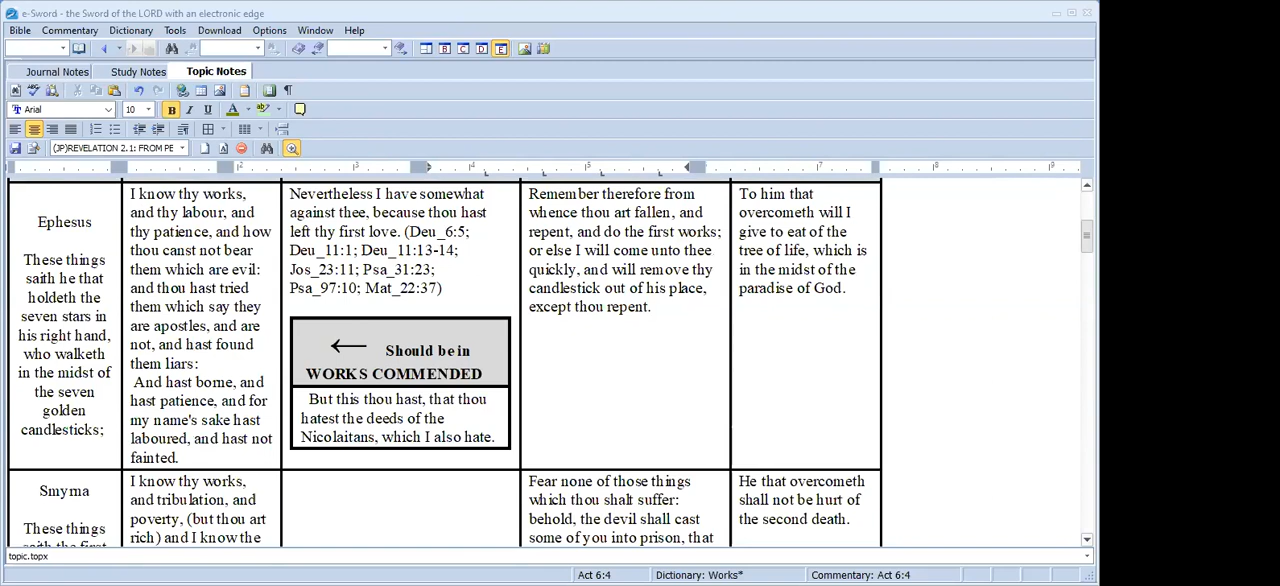 e-Sword - the Sword of the LORD with an electronic edge
Bible Commentary Dictionary Tools Download Options Window Help
B C D E
Journal Notes Study Notes Topic Notes
Arial 10 B I U A ab
(JP)REVELATION 2.1: FROM PE
2 3 4 5 7 8 9
Ephesus
These things
saith he that
holdeth the
seven stars in
his right hand,
who walketh
in the midst of
the seven
golden
candlesticks;
I know thy works,
and thy labour, and
thy patience, and how
thou canst not bear
them which are evil:
and thou hast tried
them which say they
are apostles, and are
not, and hast found
them liars:
And hast borne, and
hast patience, and for
my name's sake hast
laboured, and hast not
fainted.
Nevertheless I have somewhat
against thee, because thou hast
left thy first love. (Deu_6:5;
Deu_11:1; Deu_11:13-14;
Jos_23:11; Psa_31:23;
Psa_97:10; Mat_22:37)
← Should be in
WORKS COMMENDED
But this thou hast, that thou
hatest the deeds of the
Nicolaitans, which I also hate.
Remember therefore from
whence thou art fallen, and
repent, and do the first works;
or else I will come unto thee
quickly, and will remove thy
candlestick out of his place,
except thou repent.
To him that
overcometh will I
give to eat of the
tree of life, which is
in the midst of the
paradise of God.
Smyrna
These things
saith the first
I know thy works,
and tribulation, and
poverty, (but thou art
rich) and I know the
Fear none of those things
which thou shalt suffer:
behold, the devil shall cast
some of you into prison, that
He that overcometh
shall not be hurt of
the second death.
topic.topx
Act 6:4 Dictionary: Works* Commentary: Act 6:4